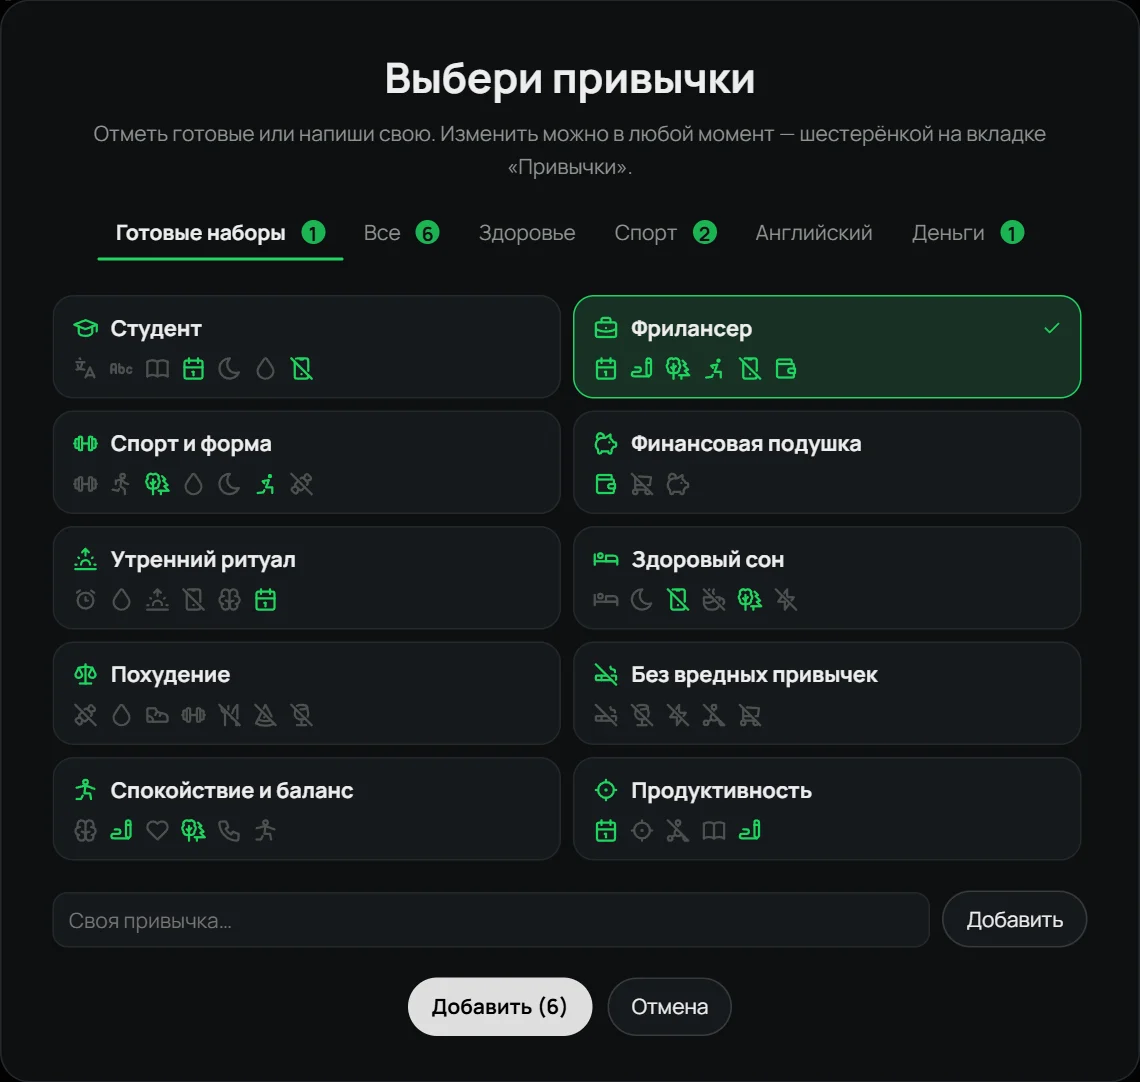 Выбери привычки
Отметь готовые или напиши свою. Изменить можно в любой момент — шестерёнкой на вкладке
«Привычки».
Готовые наборы 1 Все 6 Здоровье Спорт 2 Английский Деньги 1
Студент
Abc
Фрилансер
Спорт и форма
Финансовая подушка
Утренний ритуал
Здоровый сон
Похудение
Без вредных привычек
Спокойствие и баланс
Продуктивность
Своя привычка...
Добавить
Добавить (6)
Отмена